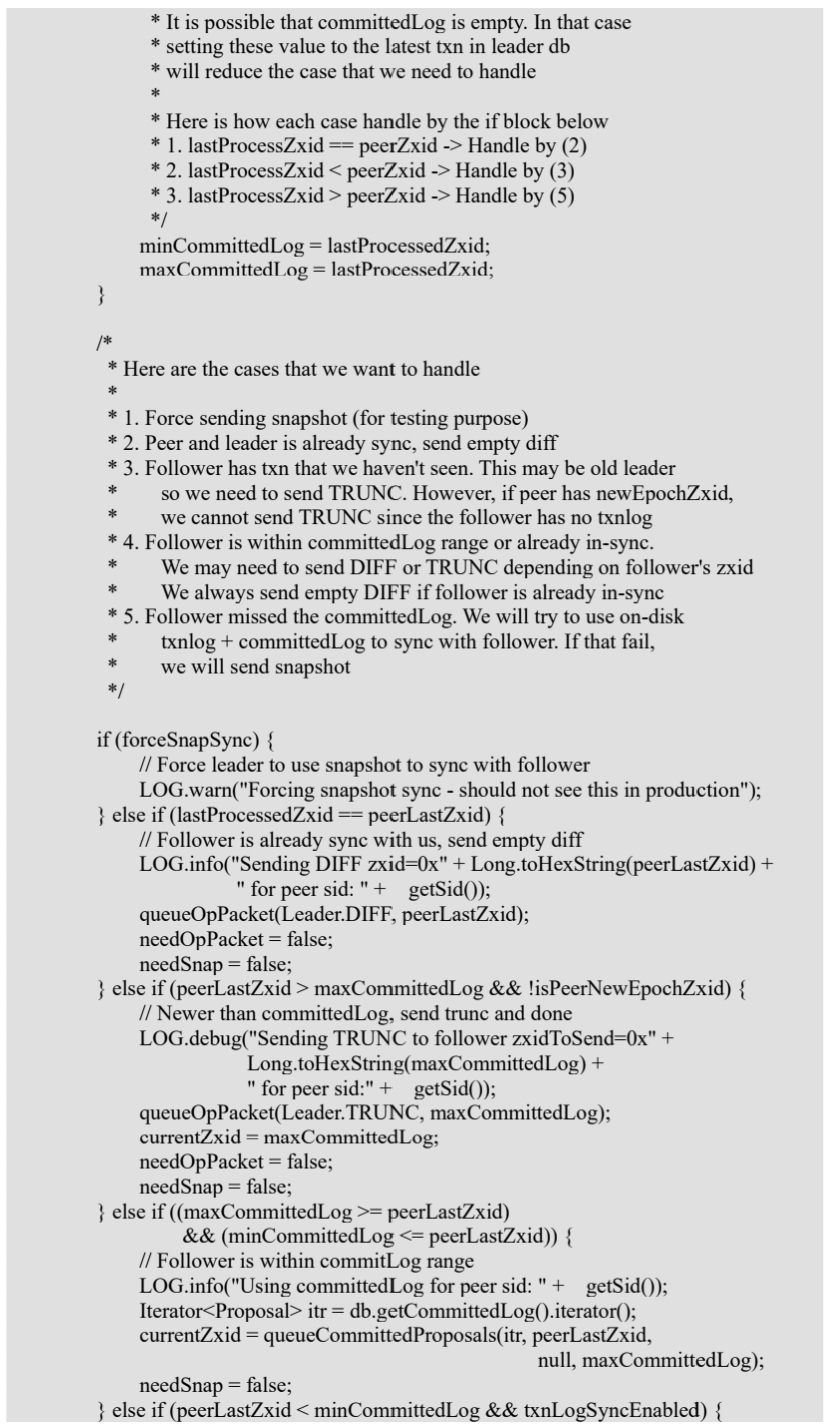 * It is possible that committedLog is empty. In that case
* setting these value to the latest txn in leader db
* will reduce the case that we need to handle
*
* Here is how each case handle by the if block below
* 1. lastProcessZxid == peerZxid -> Handle by (2)
* 2. lastProcessZxid < peerZxid -> Handle by (3)
* 3. lastProcessZxid > peerZxid -> Handle by (5)
*/
minCommittedLog = lastProcessedZxid;
maxCommittedLog = lastProcessedZxid;
}
/*
* Here are the cases that we want to handle
*
* 1. Force sending snapshot (for testing purpose)
* 2. Peer and leader is already sync, send empty diff
* 3. Follower has txn that we haven't seen. This may be old leader
* so we need to send TRUNC. However, if peer has newEpochZxid,
* we cannot send TRUNC since the follower has no txnlog
* 4. Follower is within committedLog range or already in-sync.
* We may need to send DIFF or TRUNC depending on follower's zxid
* We always send empty DIFF if follower is already in-sync
* 5. Follower missed the committedLog. We will try to use on-disk
* txnlog + committedLog to sync with follower. If that fail,
* we will send snapshot
*/
if (forceSnapSync) {
// Force leader to use snapshot to sync with follower
LOG.warn("Forcing snapshot sync - should not see this in production");
} else if (lastProcessedZxid == peerLastZxid) {
// Follower is already sync with us, send empty diff
LOG.info("Sending DIFF zxid=0x" + Long.toHexString(peerLastZxid) +
" for peer sid: " + getSid());
queueOpPacket(Leader.DIFF, peerLastZxid);
needOpPacket = false;
needSnap = false;
} else if (peerLastZxid > maxCommittedLog && !isPeerNewEpochZxid) {
// Newer than committedLog, send trunc and done
LOG.debug("Sending TRUNC to follower zxidToSend=0x" +
Long.toHexString(maxCommittedLog) +
" for peer sid:" + getSid());
queueOpPacket(Leader.TRUNC, maxCommittedLog);
currentZxid = maxCommittedLog;
needOpPacket = false;
needSnap = false;
} else if ((maxCommittedLog >= peerLastZxid)
&& (minCommittedLog <= peerLastZxid)) {
// Follower is within commitLog range
LOG.info("Using committedLog for peer sid: " + getSid());
Iterator<Proposal> itr = db.getCommittedLog().iterator();
currentZxid = queueCommittedProposals(itr, peerLastZxid,
null, maxCommittedLog);
needSnap = false;
} else if (peerLastZxid < minCommittedLog && txnLogSyncEnabled) {